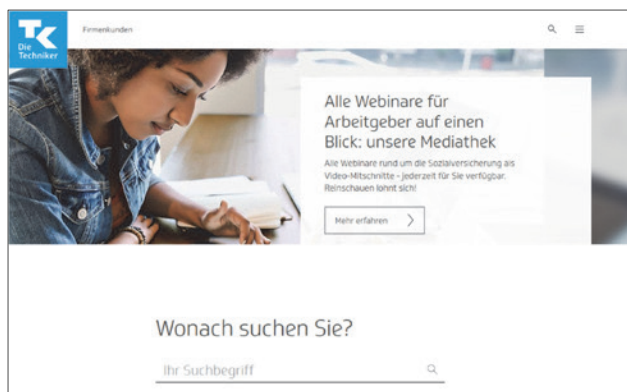 TK
Die
Techniker
Firmenkunden
Alle Webinare für
Arbeitgeber auf einen
Blick: unsere Mediathek
Alle Webinare rund um die Sozialversicherung als
Video-Mitschnitte - jederzeit für Sie verfügbar.
Reinschauen lohnt sich!
Mehr erfahren
Wonach suchen Sie?
Ihr Suchbegriff